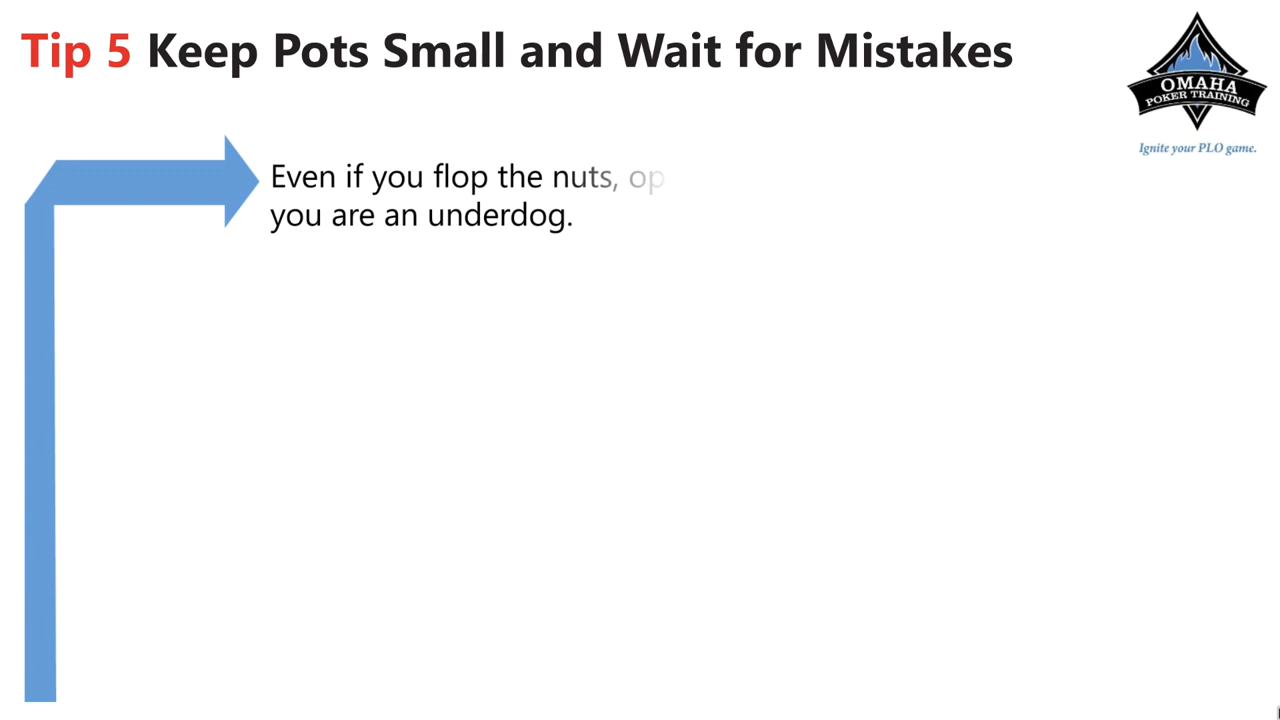 Tip 5 Keep Pots Small and Wait for Mistakes
OMAHA
POKER TRAINING
Ignite your PLO game.
Even if you flop the nuts, op
you are an underdog.